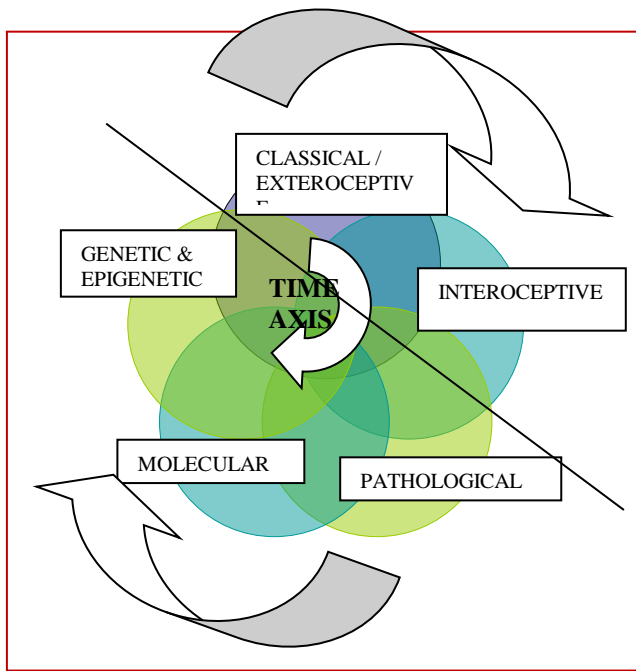 CLASSICAL /
EXTEROCEPTIV
GENETIC &
EPIGENETIC
TIME
AXIS
INTEROCEPTIVE
MOLECULAR
PATHOLOGICAL